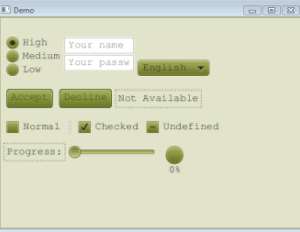 Demo
High
Your name
Medium
Your passw
Low
English
Accept Decline Not Available
Normal Checked Undefined
Progress:
0%